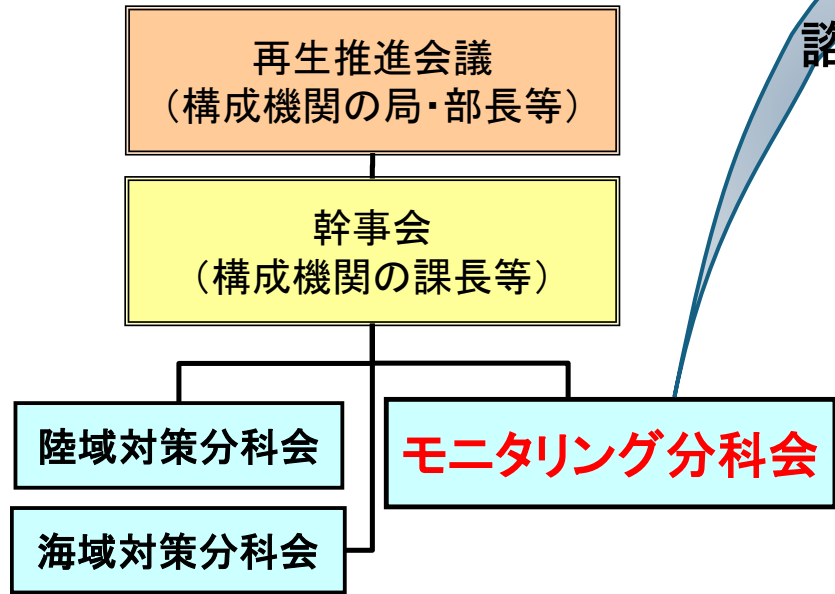 再生推進会議
（構成機関の局・部長等）
諮
幹事会
（構成機関の課長等）
陸域対策分科会
モニタリング分科会
海域対策分科会